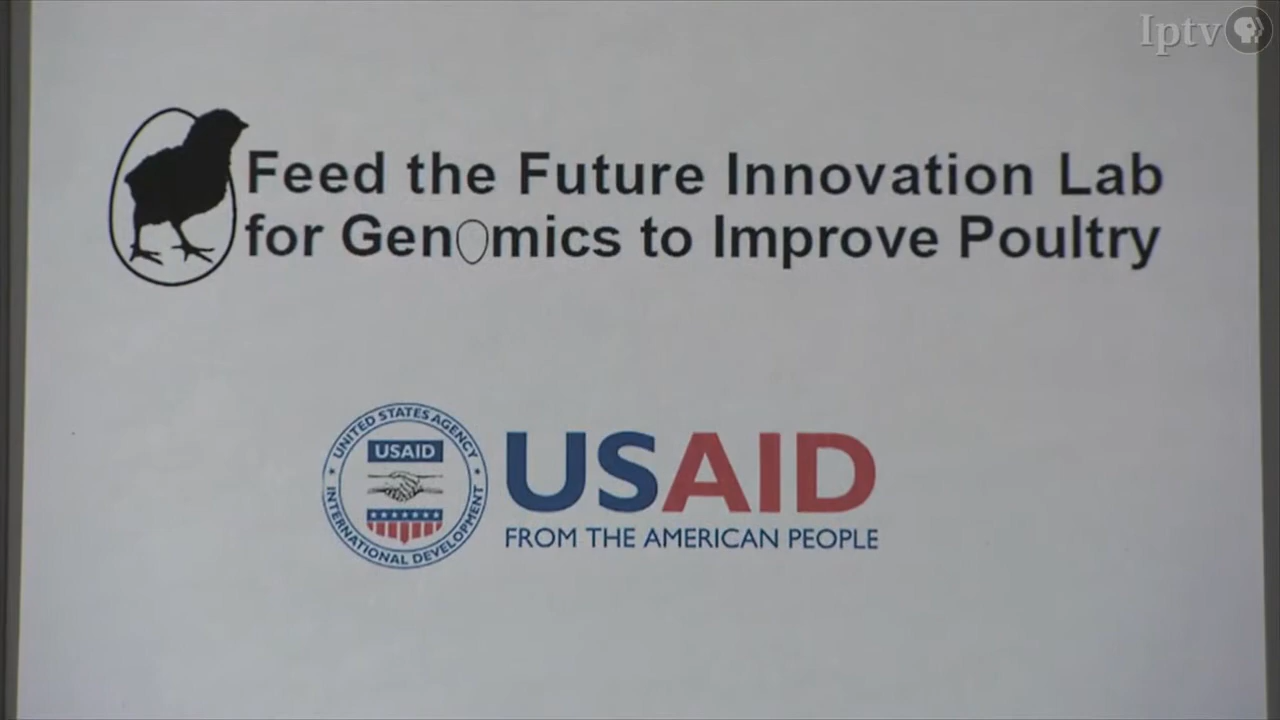 Iptv
Feed the Future Innovation Lab
for Genomics to Improve Poultry
UNITED STATES AGENCY
USAID
INTERNATIONAL DEVELOPMENT
USAID
FROM THE AMERICAN PEOPLE